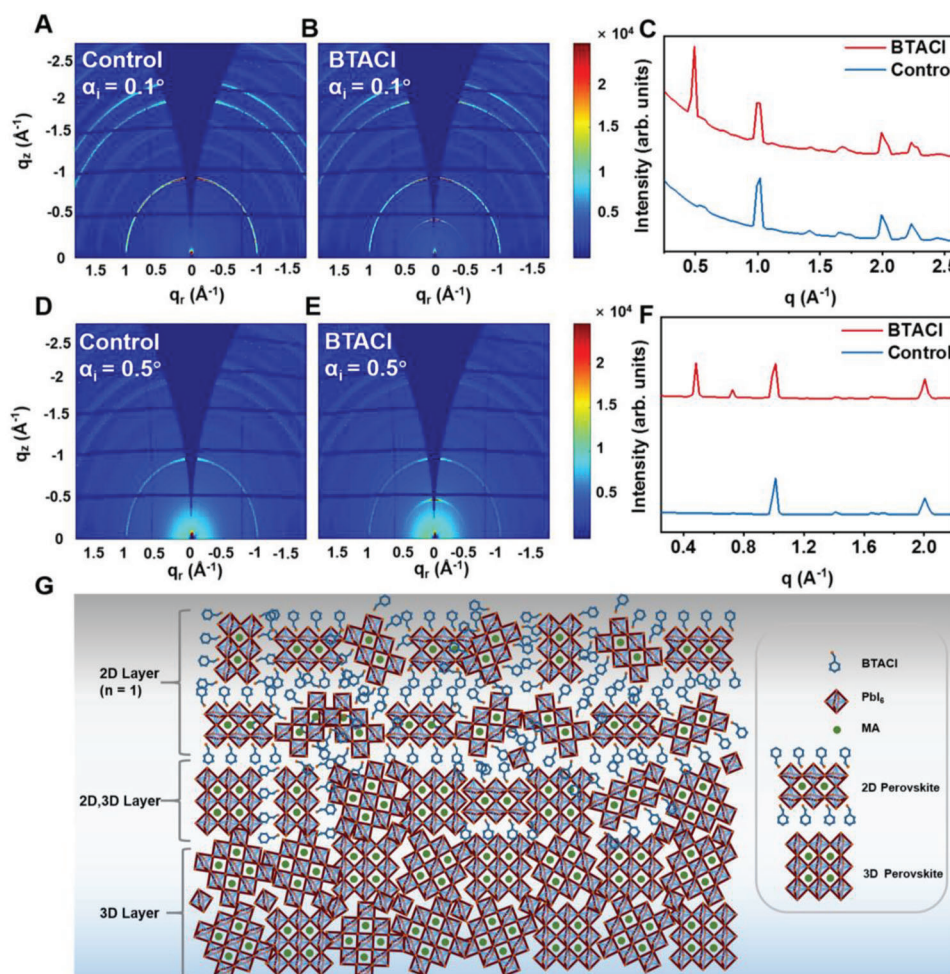 A
Control
αi = 0.1°
-2.5
-2
-1.5
-1
-0.5
0
qz (Å-1)
1.5 1 0.5 0 -0.5 -1 -1.5
qr (Å-1)
B
BTACl
αi = 0.1°
1.5 1 0.5 0 -0.5 -1 -1.5
qr (Å-1)
× 10⁴
2
1.5
1
0.5
C
BTACl
Control
Intensity (arb. units)
0.5 1.0 1.5 2.0 2.5
q (A-1)
D
Control
αi = 0.5°
-2.5
-2
-1.5
-1
-0.5
0
qz (Å-1)
1.5 1 0.5 0 -0.5 -1 -1.5
qr (Å-1)
E
BTACl
αi = 0.5°
1.5 1 0.5 0 -0.5 -1 -1.5
qr (Å-1)
× 10⁴
2
1.5
1
0.5
F
BTACl
Control
Intensity (arb. units)
0.4 0.8 1.2 1.6 2.0
q (A-1)
G
2D Layer
(n = 1)
2D,3D Layer
3D Layer
BTACl
PbI6
MA
2D Perovskite
3D Perovskite